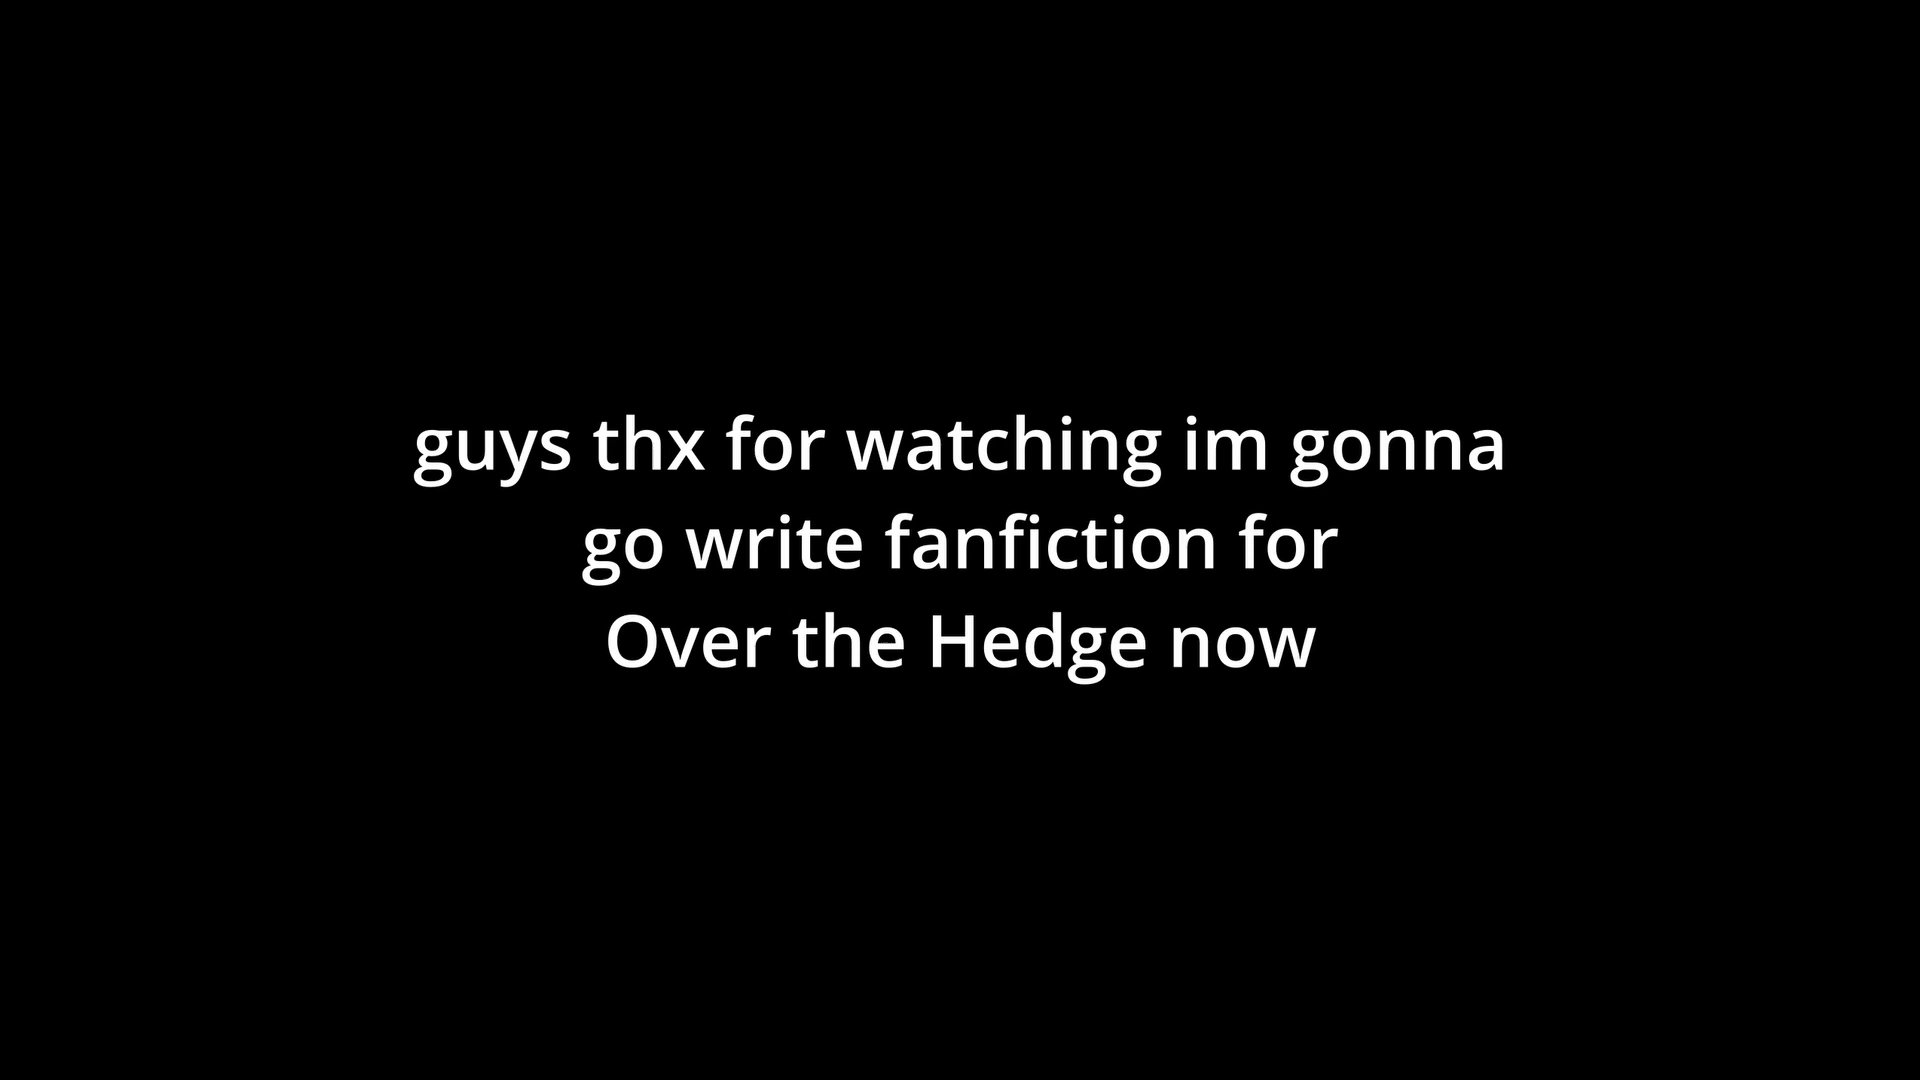 guys thx for watching im gonna
go write fanfiction for
Over the Hedge now